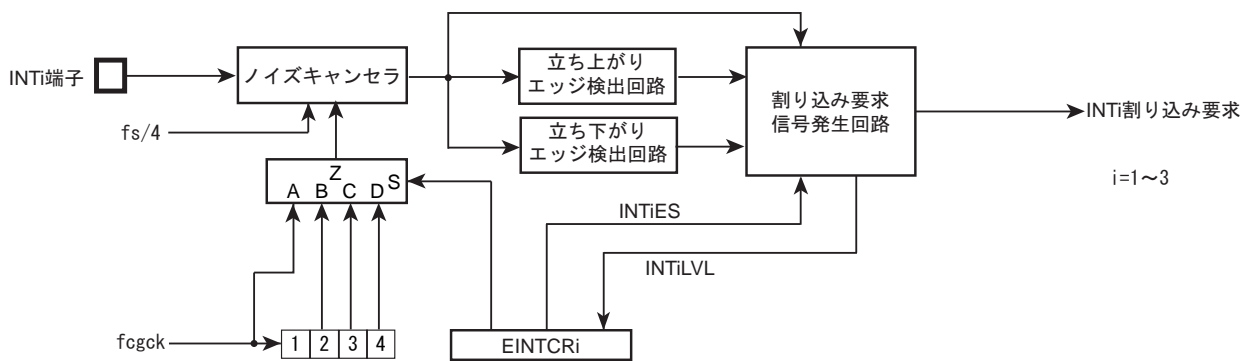 INTi端子
ノイズキャンセラ
立ち上がり
エッジ検出回路
立ち下がり
エッジ検出回路
割り込み要求
信号発生回路
INTi割り込み要求
i=1～3
fs/4
Z
A B C D S
INTiES
INTiLVL
fcgck
1 2 3 4
EINTCRi